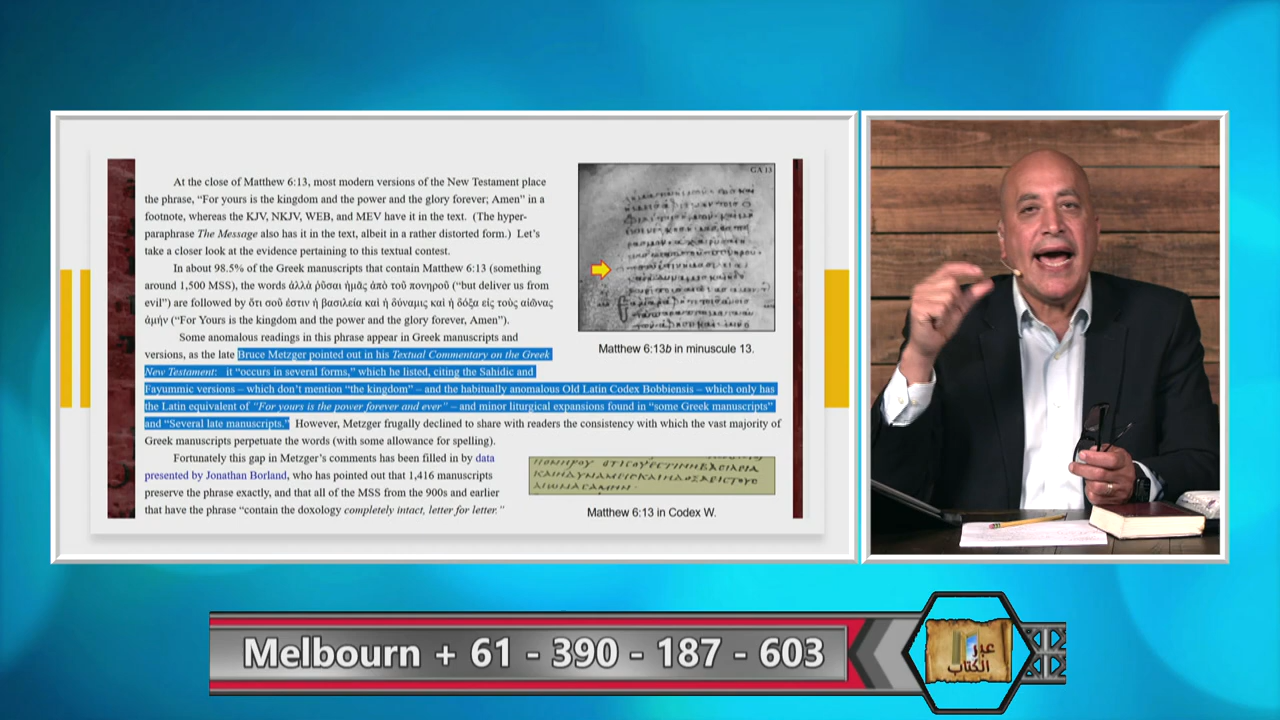 At the close of Matthew 6:13, most modern versions of the New Testament place
the phrase, “For yours is the kingdom and the power and the glory forever; Amen” in a
footnote, whereas the KJV, NKJV, WEB, and MEV have it in the text. (The hyper-
paraphrase The Message also has it in the text, albeit in a rather distorted form.) Let’s
take a closer look at the evidence pertaining to this textual contest.
In about 98.5% of the Greek manuscripts that contain Matthew 6:13 (something
around 1,500 MSS), the words ἀλλὰ ῥῦσαι ἡμᾶς ἀπὸ τοῦ πονηροῦ (“but deliver us from
evil”) are followed by ὅτι σοῦ ἐστιν ἡ βασιλεία καὶ ἡ δύναμις καὶ ἡ δόξα εἰς τοὺς αἰῶνας
ἀμήν (“For Yours is the kingdom and the power and the glory forever, Amen”).
Some anomalous readings in this phrase appear in Greek manuscripts and
versions, as the late Bruce Metzger pointed out in his Textual Commentary on the Greek
New Testament: it “occurs in several forms,” which he listed, citing the Sahidic and
Fayummic versions – which don’t mention “the kingdom” – and the habitually anomalous Old Latin Codex Bobbiensis – which only has
the Latin equivalent of “For yours is the power forever and ever” – and minor liturgical expansions found in “some Greek manuscripts”
and “Several late manuscripts.” However, Metzger frugally declined to share with readers the consistency with which the vast majority of
Greek manuscripts perpetuate the words (with some allowance for spelling).
Fortunately this gap in Metzger’s comments has been filled in by data
presented by Jonathan Borland, who has pointed out that 1,416 manuscripts
preserve the phrase exactly, and that all of the MSS from the 900s and earlier
that have the phrase “contain the doxology completely intact, letter for letter.”
GA 13
Matthew 6:13b in minuscule 13.
Matthew 6:13 in Codex W.
Melbourn + 61 - 390 - 187 - 603
عبر
الكتاب